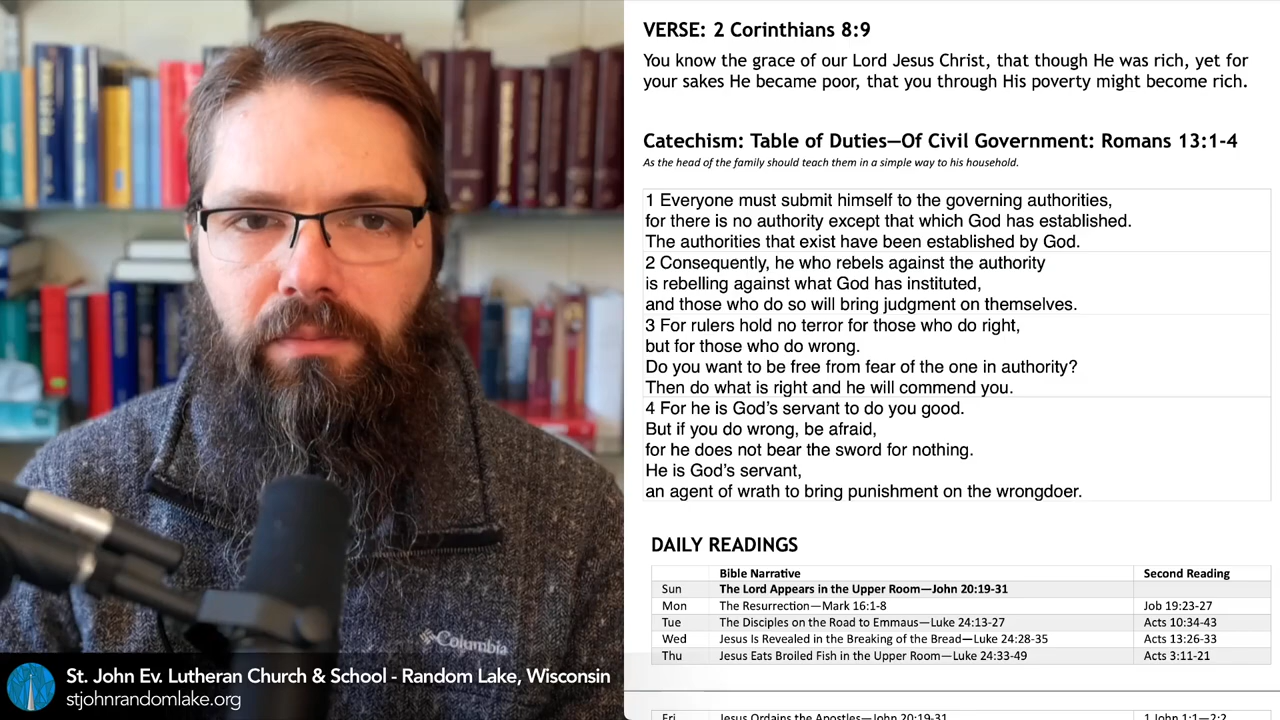 VERSE: 2 Corinthians 8:9
You know the grace of our Lord Jesus Christ, that though He was rich, yet for
your sakes He became poor, that you through His poverty might become rich.
Catechism: Table of Duties—Of Civil Government: Romans 13:1-4
As the head of the family should teach them in a simple way to his household.
1 Everyone must submit himself to the governing authorities,
for there is no authority except that which God has established.
The authorities that exist have been established by God.
2 Consequently, he who rebels against the authority
is rebelling against what God has instituted,
and those who do so will bring judgment on themselves.
3 For rulers hold no terror for those who do right,
but for those who do wrong.
Do you want to be free from fear of the one in authority?
Then do what is right and he will commend you.
4 For he is God's servant to do you good.
But if you do wrong, be afraid,
for he does not bear the sword for nothing.
He is God's servant,
an agent of wrath to bring punishment on the wrongdoer.
DAILY READINGS
Bible Narrative Second Reading
Sun The Lord Appears in the Upper Room—John 20:19-31
Mon The Resurrection—Mark 16:1-8 Job 19:23-27
Tue The Disciples on the Road to Emmaus—Luke 24:13-27 Acts 10:34-43
Wed Jesus Is Revealed in the Breaking of the Bread—Luke 24:28-35 Acts 13:26-33
Thu Jesus Eats Broiled Fish in the Upper Room—Luke 24:33-49 Acts 3:11-21
Fri Jesus Ordains the Apostles—John 20:19-31 1 John 1:1—2:2
Columbia
St. John Ev. Lutheran Church & School - Random Lake, Wisconsin
stjohnrandomlake.org